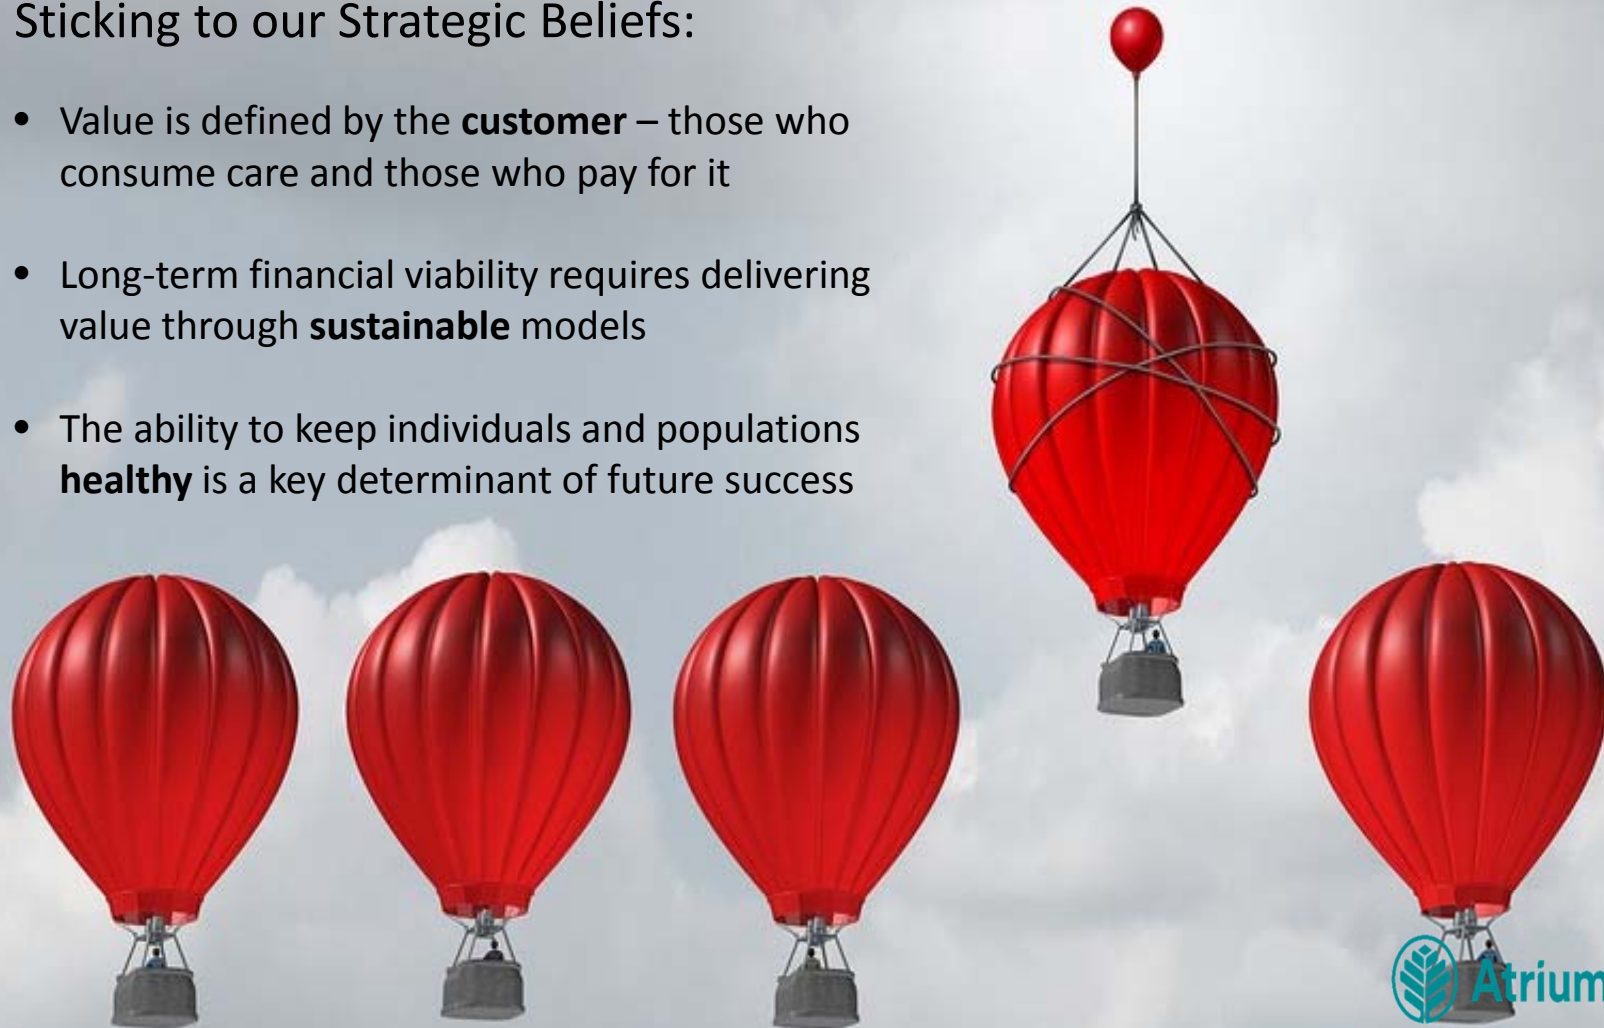 Sticking to our Strategic Beliefs:
• Value is defined by the customer – those who
consume care and those who pay for it
• Long-term financial viability requires delivering
value through sustainable models
• The ability to keep individuals and populations
healthy is a key determinant of future success
Atrium